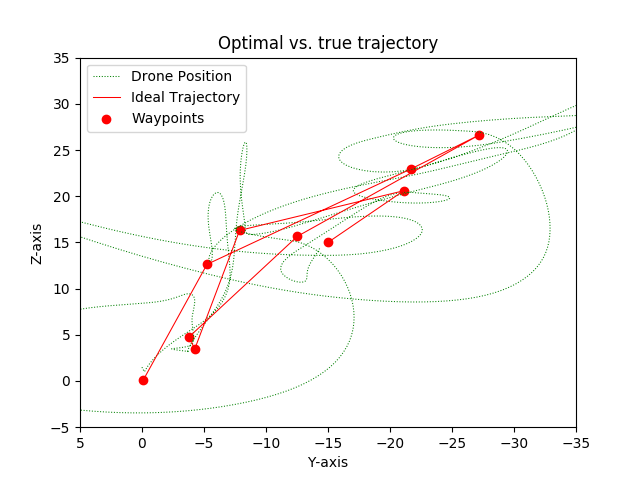 Optimal vs. true trajectory
Drone Position
Ideal Trajectory
Waypoints
35
30
25
20
15
10
5
0
−5
Z-axis
5 0 −5 −10 −15 −20 −25 −30 −35
Y-axis